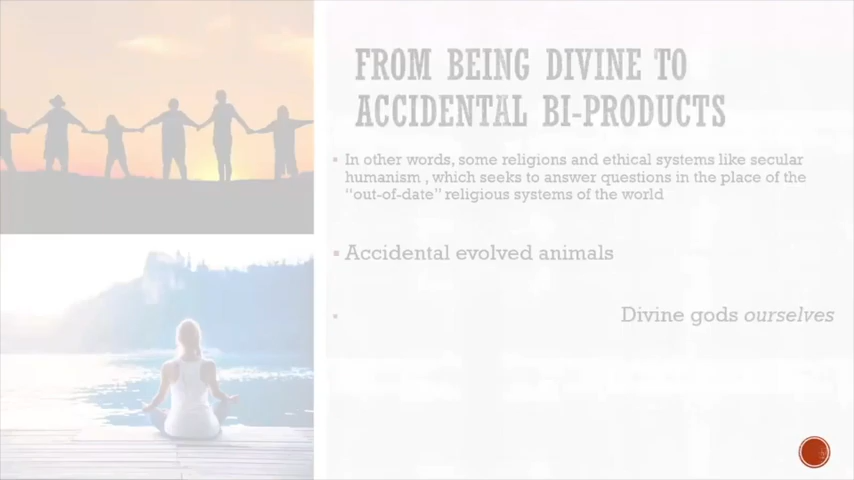 FROM BEING DIVINE TO
ACCIDENTAL BI-PRODUCTS
▪ In other words, some religions and ethical systems like secular
humanism , which seeks to answer questions in the place of the
“out-of-date” religious systems of the world
▪ Accidental evolved animals
▪ Divine gods ourselves